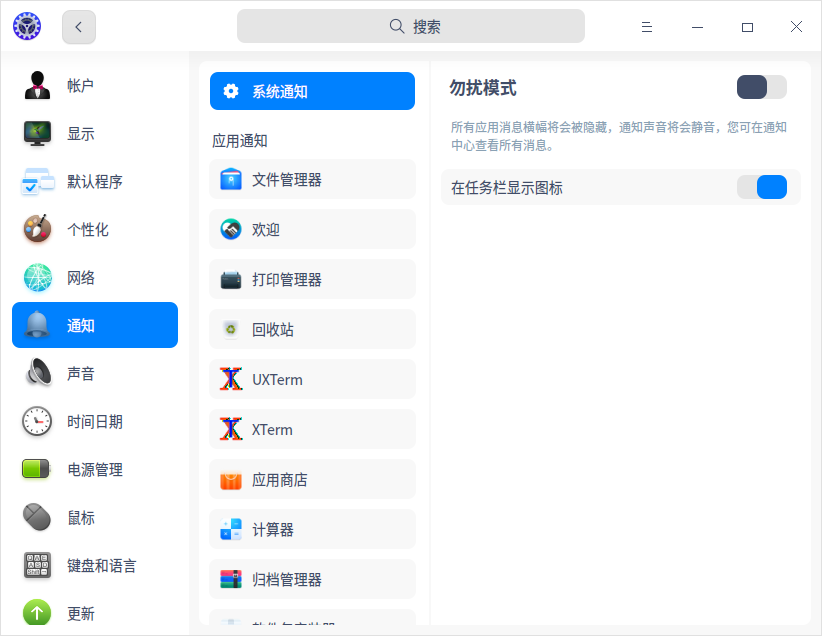 搜索
帐户
显示
默认程序
个性化
网络
通知
声音
时间日期
电源管理
鼠标
键盘和语言
更新
系统通知
应用通知
文件管理器
欢迎
打印管理器
回收站
UXTerm
XTerm
应用商店
计算器
归档管理器
勿扰模式
所有应用消息横幅将会被隐藏，通知声音将会静音，您可在通知
中心查看所有消息。
在任务栏显示图标